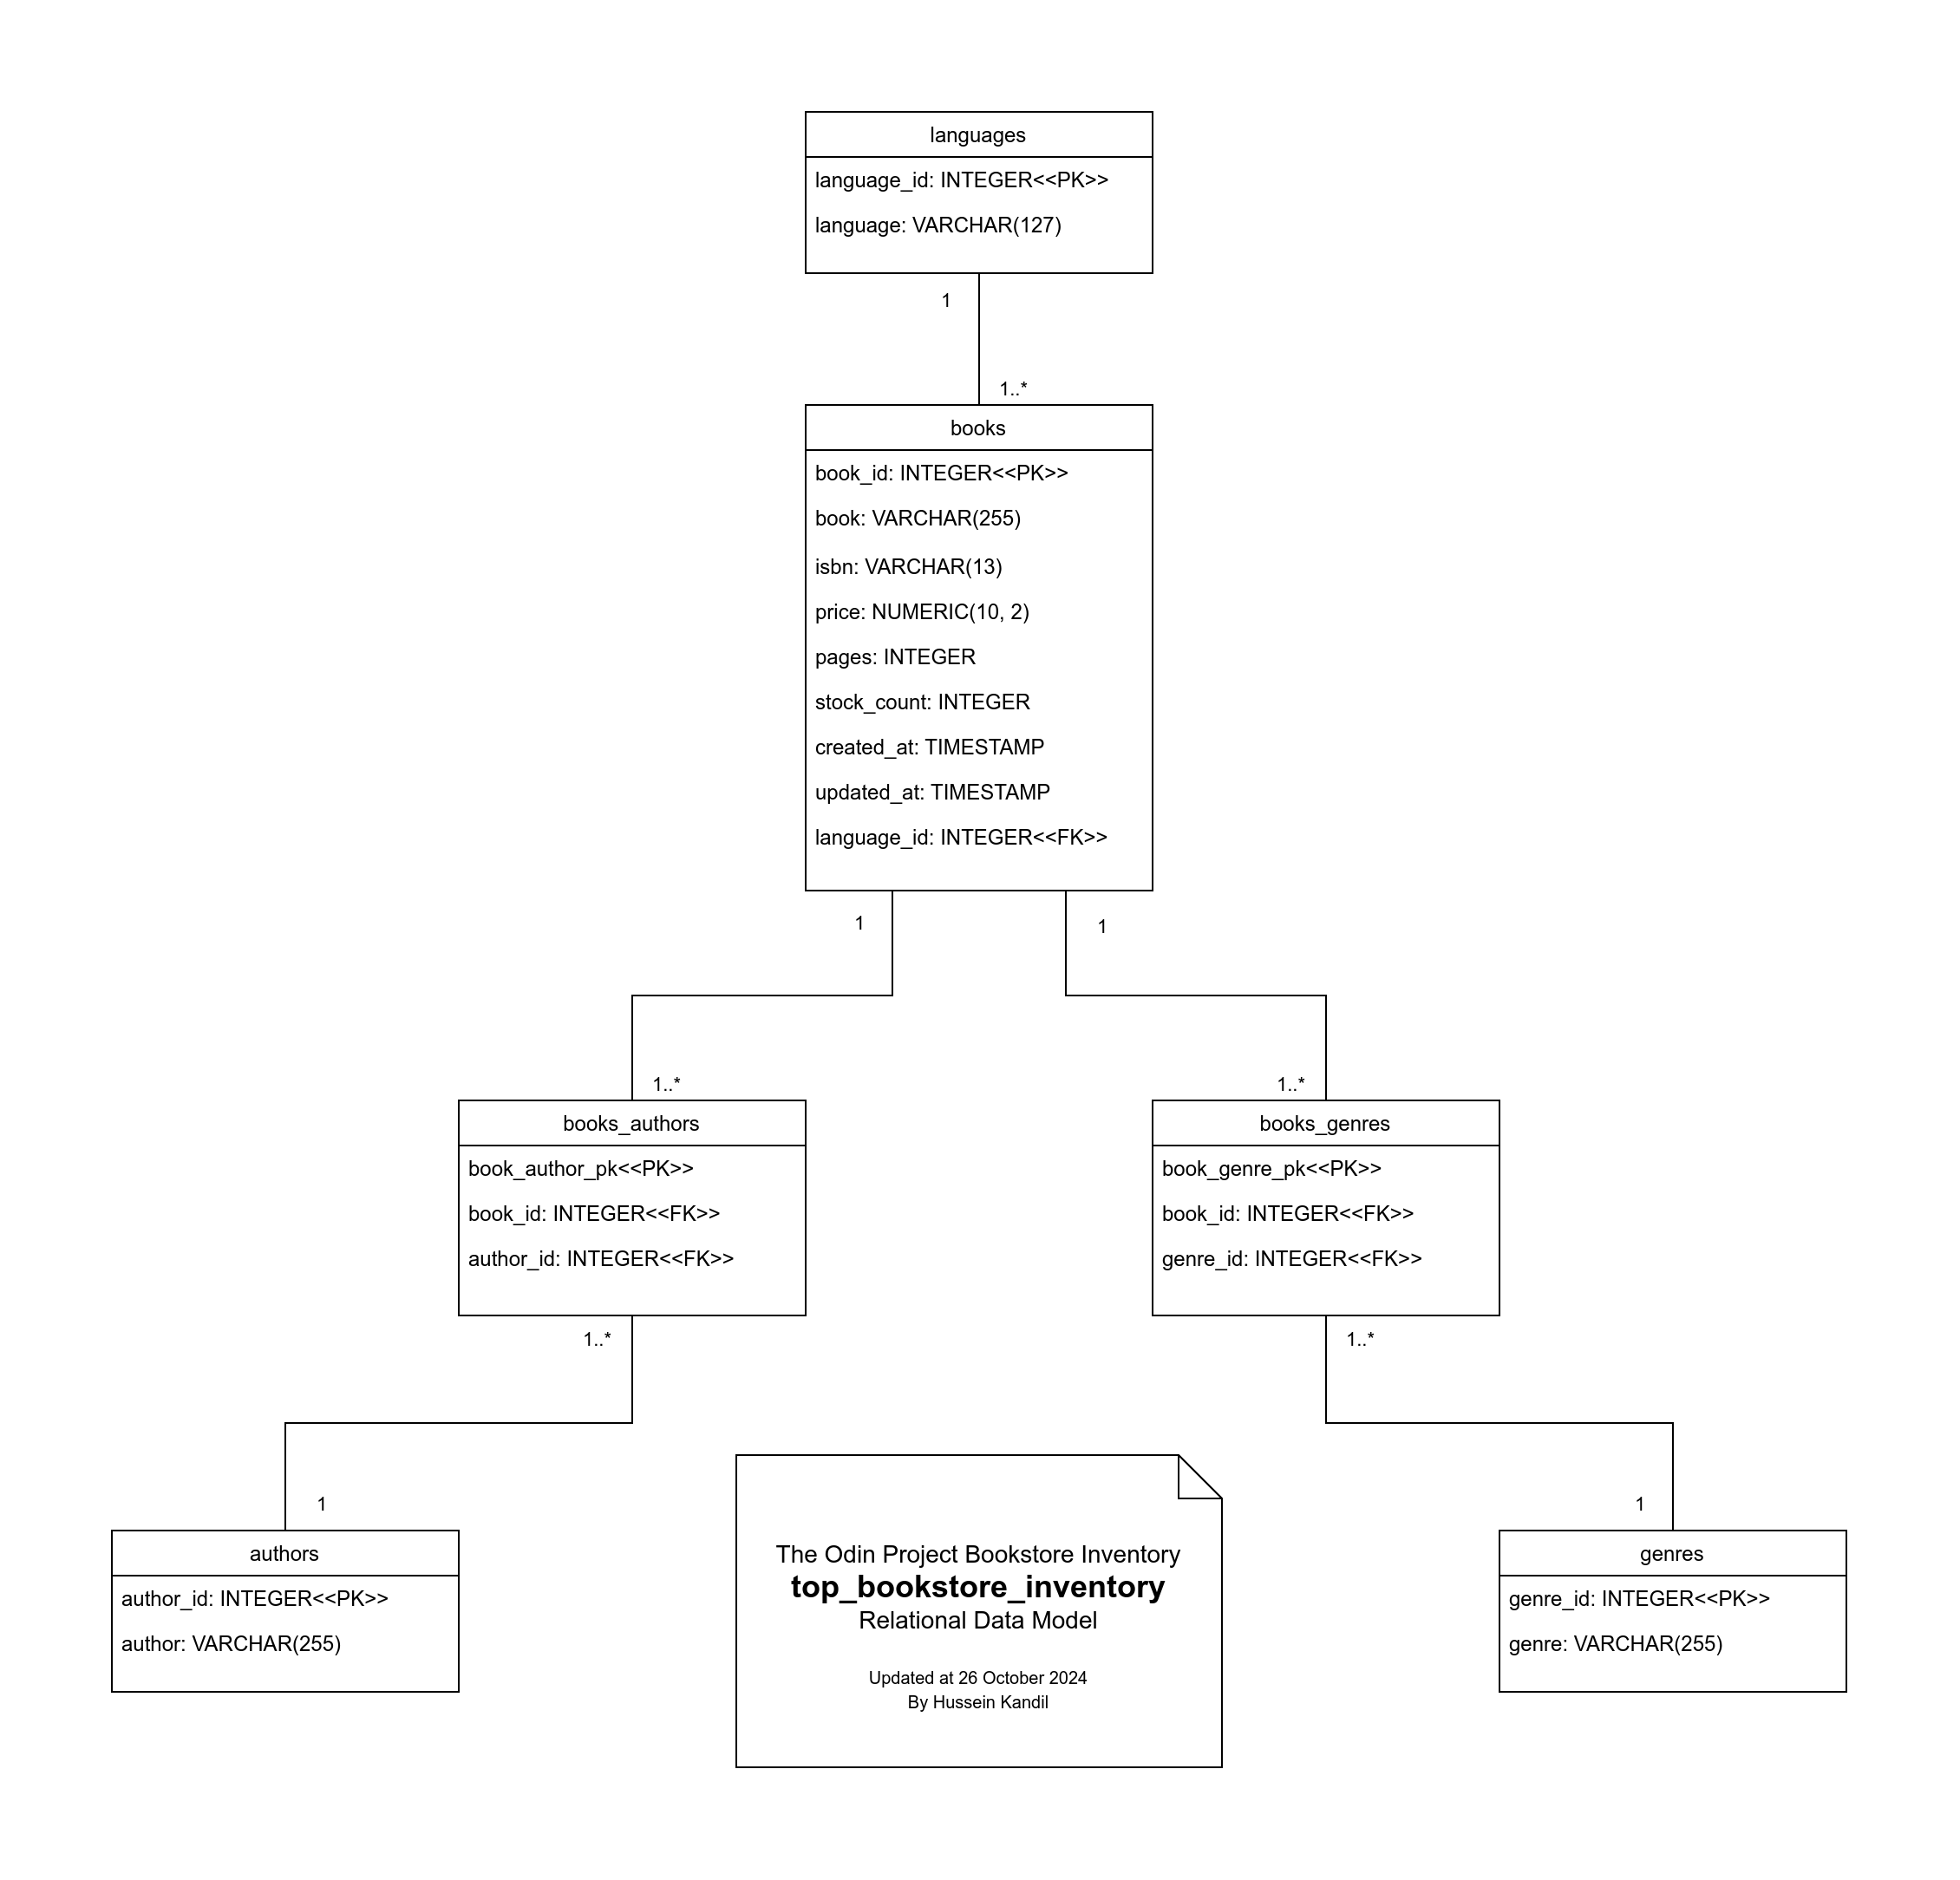 languages
language_id: INTEGER<<PK>>
language: VARCHAR(127)
1
1..*
books
book_id: INTEGER<<PK>>
book: VARCHAR(255)
isbn: VARCHAR(13)
price: NUMERIC(10, 2)
pages: INTEGER
stock_count: INTEGER
created_at: TIMESTAMP
updated_at: TIMESTAMP
language_id: INTEGER<<FK>>
1
1
1..*
1..*
books_authors
book_author_pk<<PK>>
book_id: INTEGER<<FK>>
author_id: INTEGER<<FK>>
books_genres
book_genre_pk<<PK>>
book_id: INTEGER<<FK>>
genre_id: INTEGER<<FK>>
1..*
1..*
1
1
authors
author_id: INTEGER<<PK>>
author: VARCHAR(255)
The Odin Project Bookstore Inventory
top_bookstore_inventory
Relational Data Model
Updated at 26 October 2024
By Hussein Kandil
genres
genre_id: INTEGER<<PK>>
genre: VARCHAR(255)